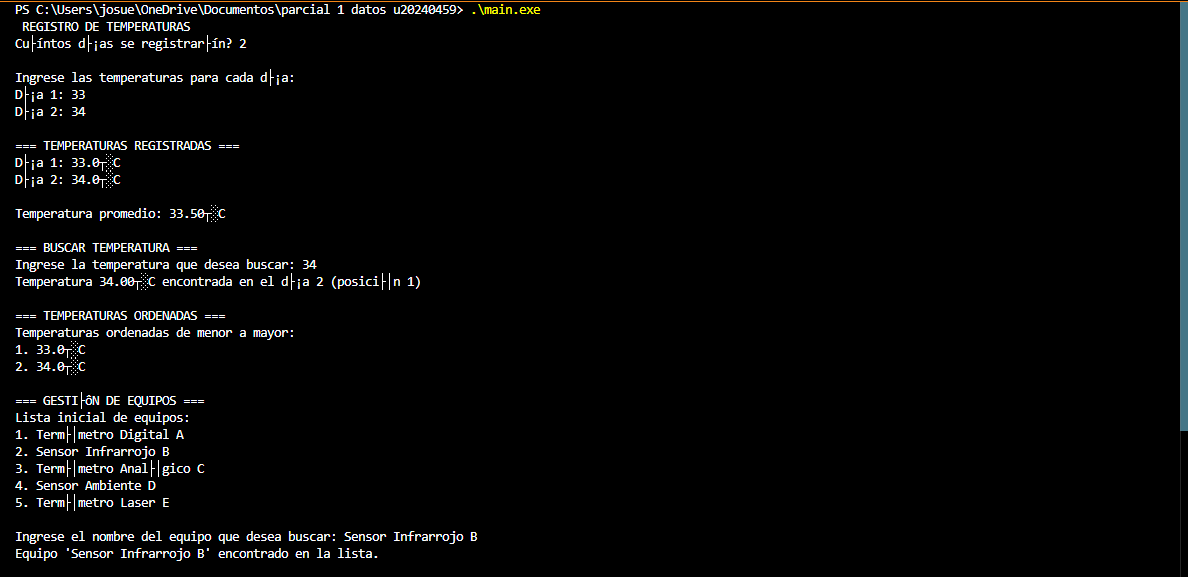 PS C:\Users\josue\OneDrive\Documentos\parcial 1 datos u20240459> .\main.exe
REGISTRO DE TEMPERATURAS
Cu├íntos d├¡as se registrar├ín? 2
Ingrese las temperaturas para cada d├¡a:
D├¡a 1: 33
D├¡a 2: 34
=== TEMPERATURAS REGISTRADAS ===
D├¡a 1: 33.0┬░C
D├¡a 2: 34.0┬░C
Temperatura promedio: 33.50┬░C
=== BUSCAR TEMPERATURA ===
Ingrese la temperatura que desea buscar: 34
Temperatura 34.00┬░C encontrada en el d├¡a 2 (posici├│n 1)
=== TEMPERATURAS ORDENADAS ===
Temperaturas ordenadas de menor a mayor:
1. 33.0┬░C
2. 34.0┬░C
=== GESTI├ôN DE EQUIPOS ===
Lista inicial de equipos:
1. Term├│metro Digital A
2. Sensor Infrarrojo B
3. Term├│metro Anal├│gico C
4. Sensor Ambiente D
5. Term├│metro Laser E
Ingrese el nombre del equipo que desea buscar: Sensor Infrarrojo B
Equipo 'Sensor Infrarrojo B' encontrado en la lista.